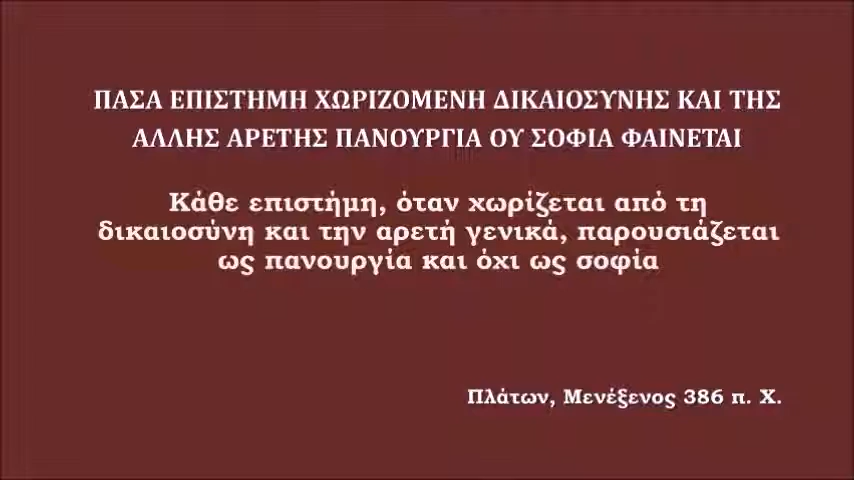 ΠΑΣΑ ΕΠΙΣΤΗΜΗ ΧΩΡΙΖΟΜΕΝΗ ΔΙΚΑΙΟΣΥΝΗΣ ΚΑΙ ΤΗΣ
ΑΛΛΗΣ ΑΡΕΤΗΣ ΠΑΝΟΥΡΓΙΑ ΟΥ ΣΟΦΙΑ ΦΑΙΝΕΤΑΙ
Κάθε επιστήμη, όταν χωρίζεται από τη
δικαιοσύνη και την αρετή γενικά, παρουσιάζεται
ως πανουργία και όχι ως σοφία
Πλάτων, Μενέξενος 386 π. Χ.